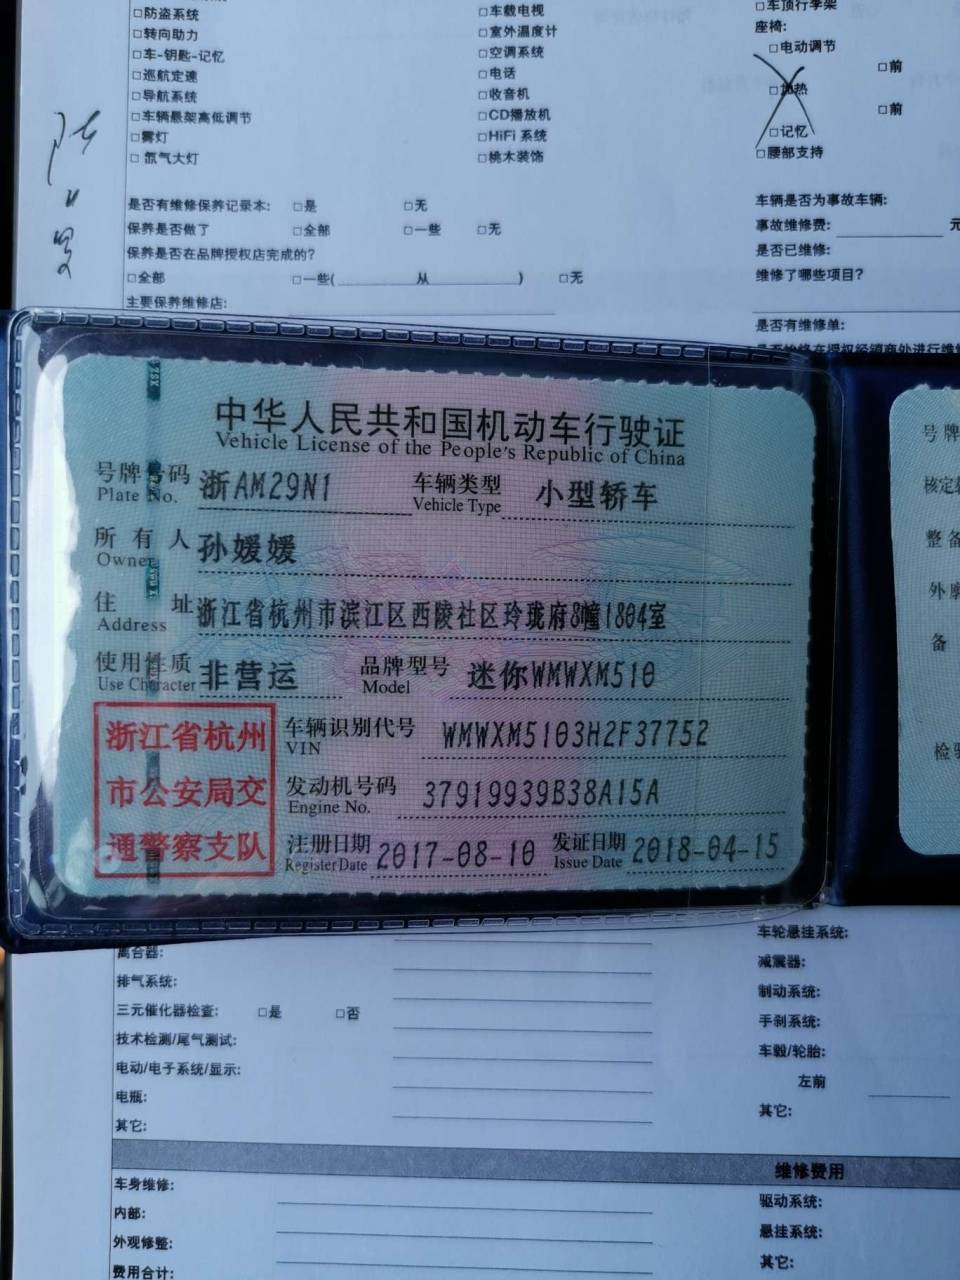 □防盗系统 □车载电视 □车顶行李架
□转向助力 □室外温度计 座椅:
□车-钥匙-记忆 □空调系统 □电动调节 □前
□巡航定速 □电话 □加热
□导航系统 □收音机 □前
□车辆悬架高低调节 □CD播放机 □记忆
□雾灯 □HiFi 系统 □腰部支持
□氙气大灯 □桃木装饰
是否有维修保养记录本: □是 □无 车辆是否为事故车辆:
保养是否做了 □全部 □一些 □无 事故维修费: 元
保养是否在品牌授权店完成的? 是否已维修:
□全部 □一些( 从 ) □无 维修了哪些项目?
主要保养维修店:
是否有维修单:
是否始终在授权经销商处进行维
中华人民共和国机动车行驶证
Vehicle License of the People's Republic of China
号牌号码 浙AM29N1 车辆类型 小型轿车
Plate No. Vehicle Type
所有人 孙媛媛
Owner
住址 浙江省杭州市滨江区西陵社区玲珑府8幢1804室
Address
使用性质 非营运 品牌型号 迷你WMWXM510
Use Character Model
浙江省杭州
市公安局交
通警察支队
车辆识别代号 WMWXM5103H2F37752
VIN
发动机号码 37919939B38A15A
Engine No.
注册日期 2017-08-10 发证日期 2018-04-15
Register Date Issue Date
号牌
核定
整备
外廓
备
检验
离合器: 车轮悬挂系统:
排气系统: 减震器:
三元催化器检查: □是 □否 制动系统:
技术检测/尾气测试: 手刹系统:
电动/电子系统/显示: 车毂/轮胎:
电瓶: 左前
其它: 其它:
维修费用
车身维修: 驱动系统:
内部: 悬挂系统:
外观修整: 其它:
费用合计: